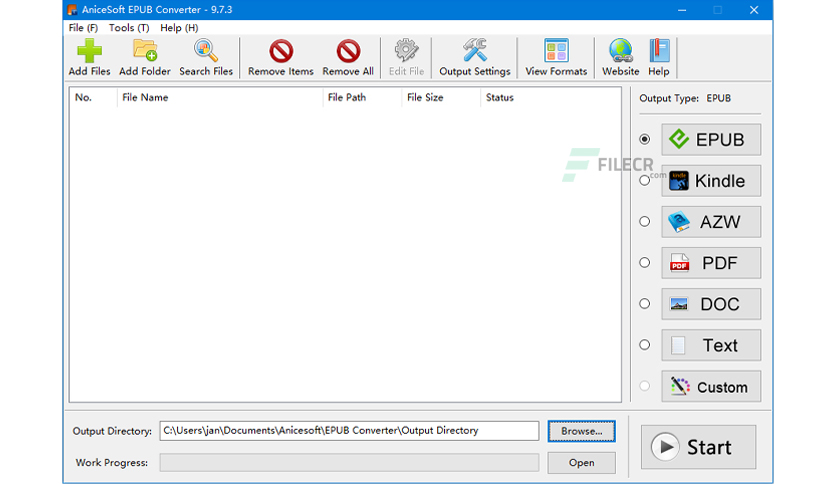 AniceSoft EPUB Converter - 9.7.3
File (F) Tools (T) Help (H)
Add Files Add Folder Search Files Remove Items Remove All Edit File Output Settings View Formats Website Help
No. File Name File Path File Size Status
Output Type: EPUB
EPUB
FILECR
.com
kindle
Kindle
AZW
PDF
PDF
DOC
Text
Custom
Output Directory: C:\Users\jan\Documents\Anicesoft\EPUB Converter\Output Directory Browse...
Work Progress: Open
Start